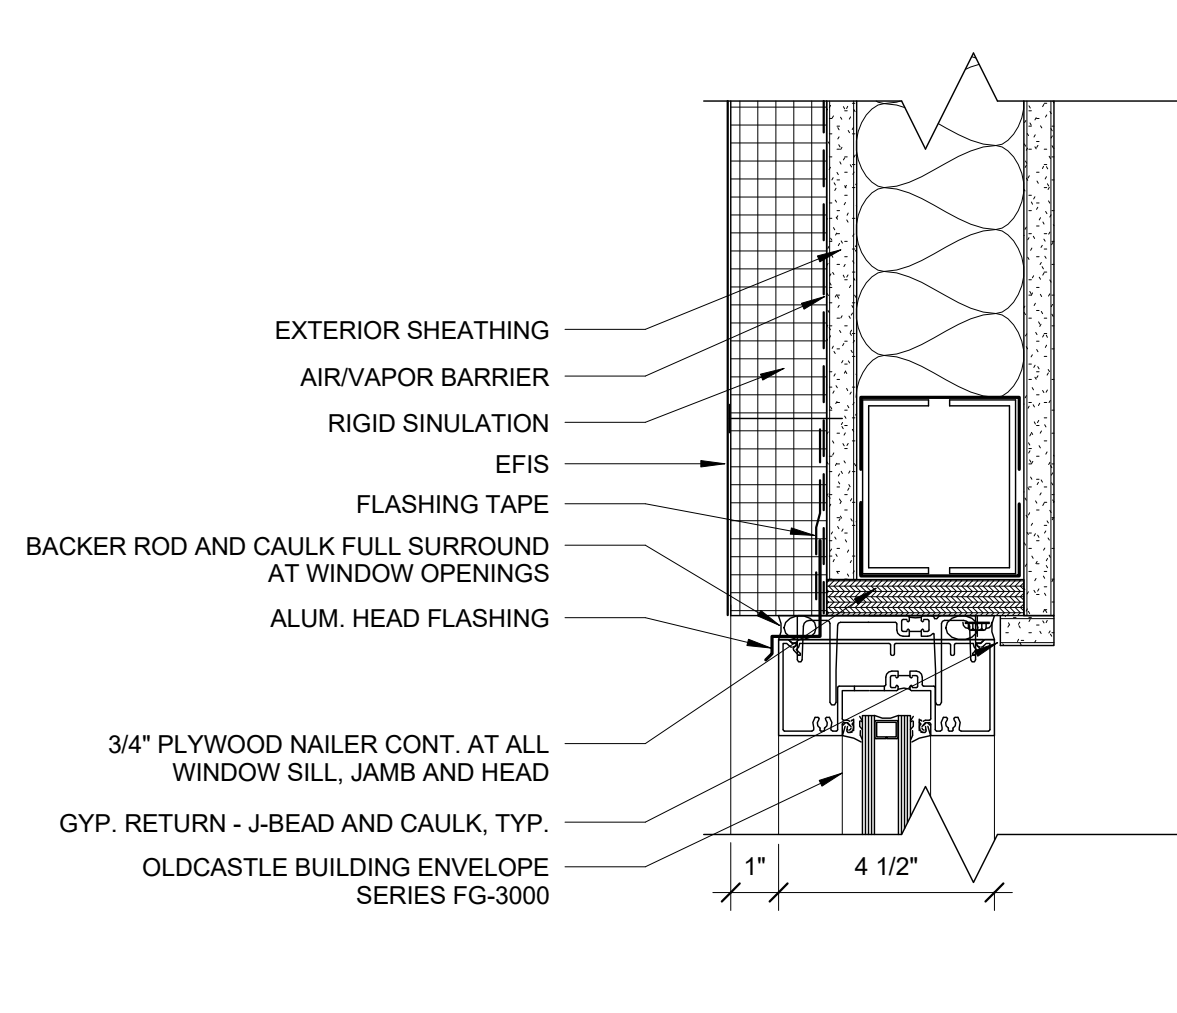 EXTERIOR SHEATHING
AIR/VAPOR BARRIER
RIGID SINULATION
EFIS
FLASHING TAPE
BACKER ROD AND CAULK FULL SURROUND
AT WINDOW OPENINGS
ALUM. HEAD FLASHING
3/4" PLYWOOD NAILER CONT. AT ALL
WINDOW SILL, JAMB AND HEAD
GYP. RETURN - J-BEAD AND CAULK, TYP.
OLDCASTLE BUILDING ENVELOPE
SERIES FG-3000
1"
4 1/2"